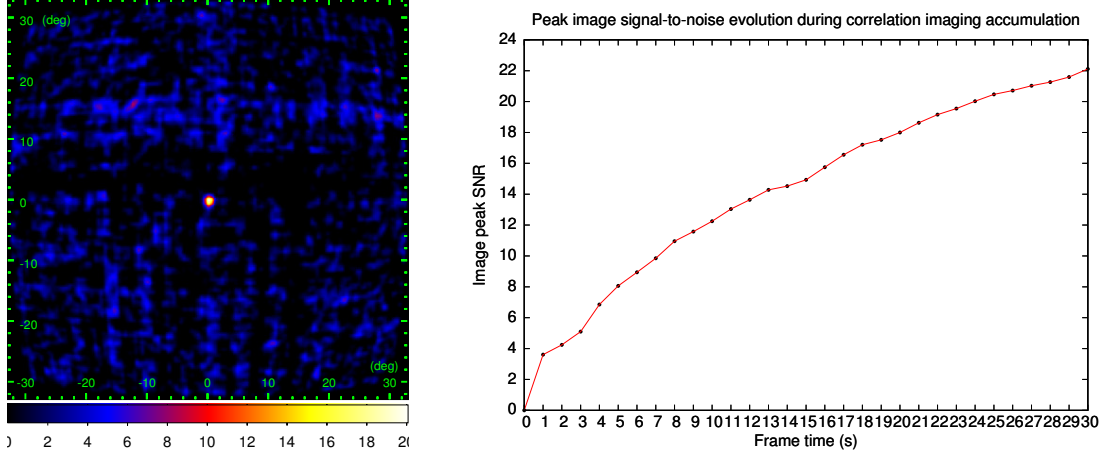 30 (deg)
20
10
0
-10
-20
(deg)
-30 -20 -10 0 10 20 30
0 2 4 6 8 10 12 14 16 18 20
Peak image signal-to-noise evolution during correlation imaging accumulation
24
22
20
18
16
14
12
10
8
6
4
2
0
Image peak SNR
0 1 2 3 4 5 6 7 8 9 10 11 12 13 14 15 16 17 18 19 20 21 22 23 24 25 26 27 28 29 30
Frame time (s)